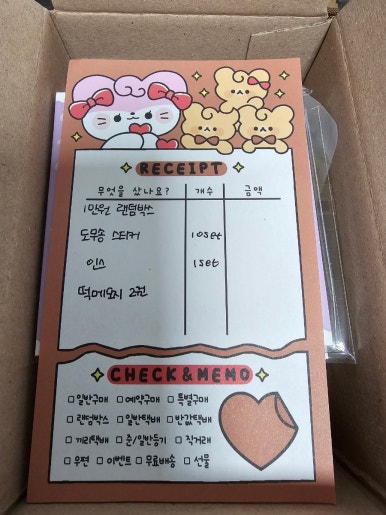 RECEIPT
무엇을 샀나요? 개수 금액
1만원 랜덤박스
도무송 스티커 10set
인스 1set
떡메모지 2권
CHECK&MEMO
□ 일반구매 □ 예약구매 □ 특별구매
□ 랜덤박스 □ 일반택배 □ 반값택배
□ 끼리택배 □ 준/일반등기 □ 직거래
□ 우편 □ 이벤트 □ 무료배송 □ 선물